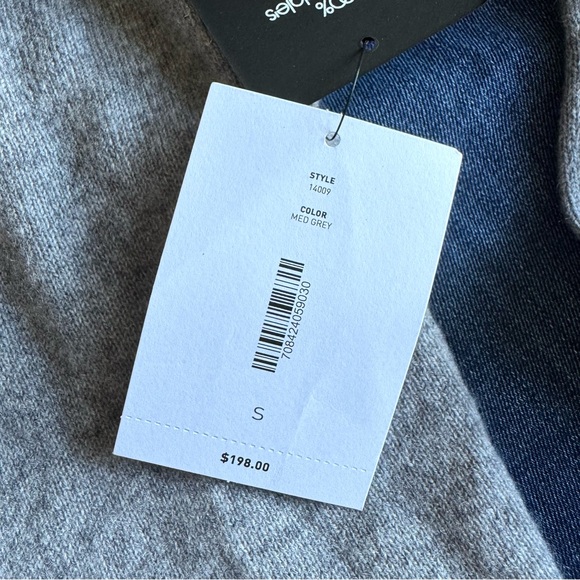 STYLE
14009
COLOR
MED GREY
708424059030
S
$198.00